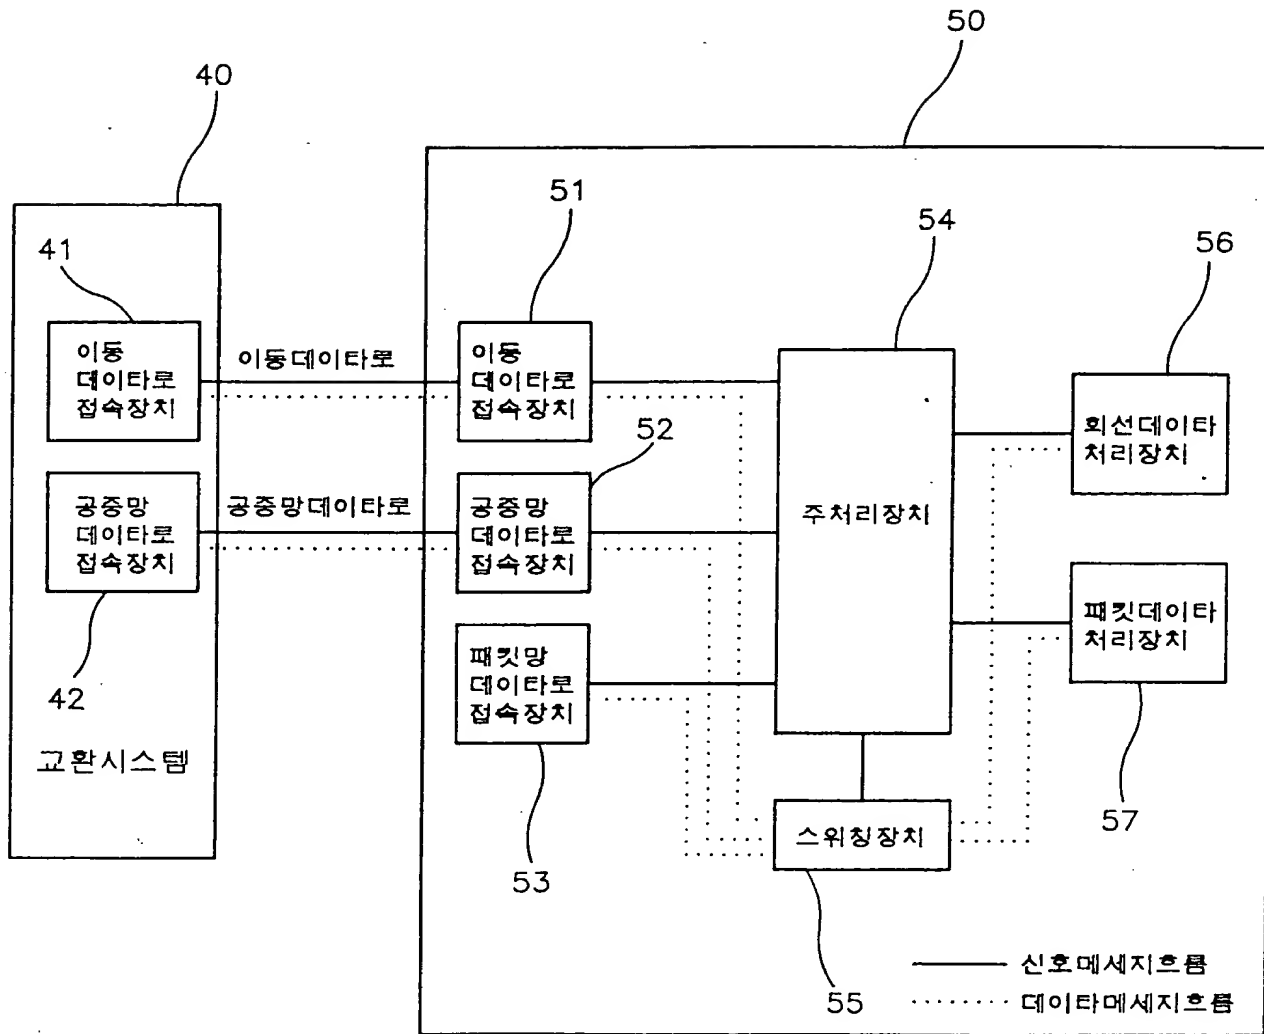 50
40
51
54
56
41
이동
데이타로
접속장치
이동데이타로
이동
데이타로
접속장치
52
회선데이타
처리장치
공중망
데이타로
접속장치
공중망데이타로
공중망
데이타로
접속장치
주처리장치
42
패킷망
데이타로
접속장치
패킷데이타
처리장치
교환시스템
53
스위칭장치
57
55
신호메세지흐름
데이타메세지흐름